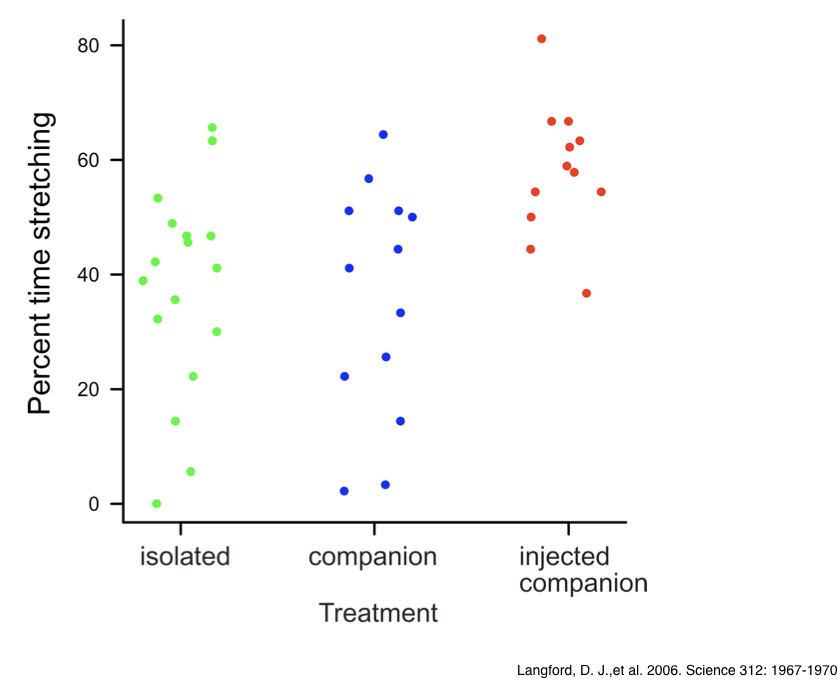 Percent time stretching
80
60
40
20
0
isolated
companion
injected
companion
Treatment
Langford, D. J.,et al. 2006. Science 312: 1967-1970